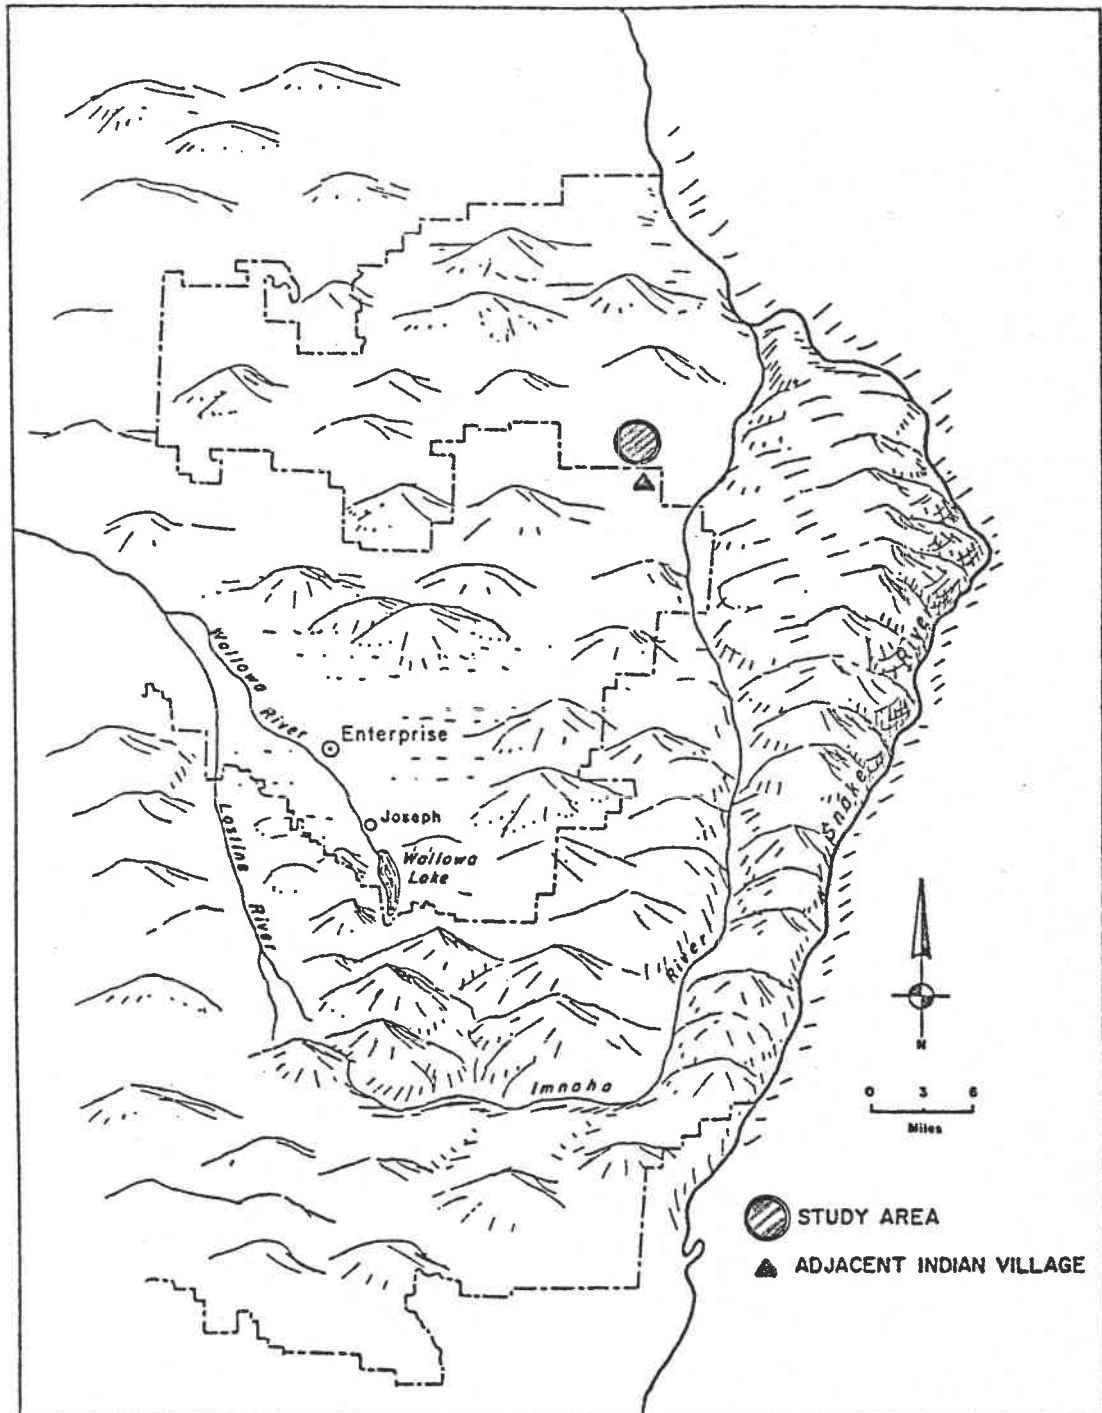 Wallowa
River
Enterprise
Joseph
Wallowa
Lake
Lostine
River
River
Snake
River
Imnaha
N
0 3 6
Miles
STUDY AREA
ADJACENT INDIAN VILLAGE